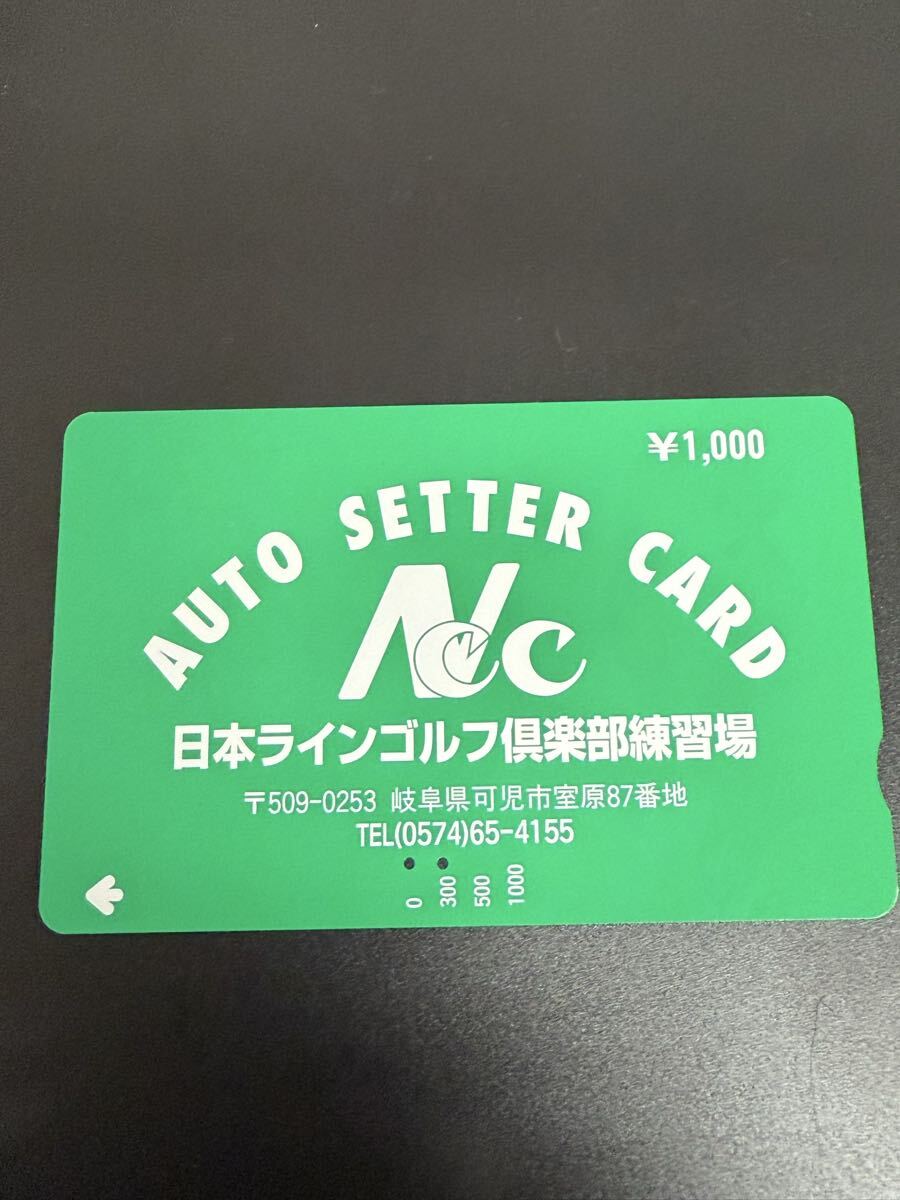 ¥1,000
AUTO SETTER CARD
NCC
日本ラインゴルフ倶楽部練習場
〒509-0253 岐阜県可児市室原87番地
TEL(0574)65-4155
0 300 500 1000